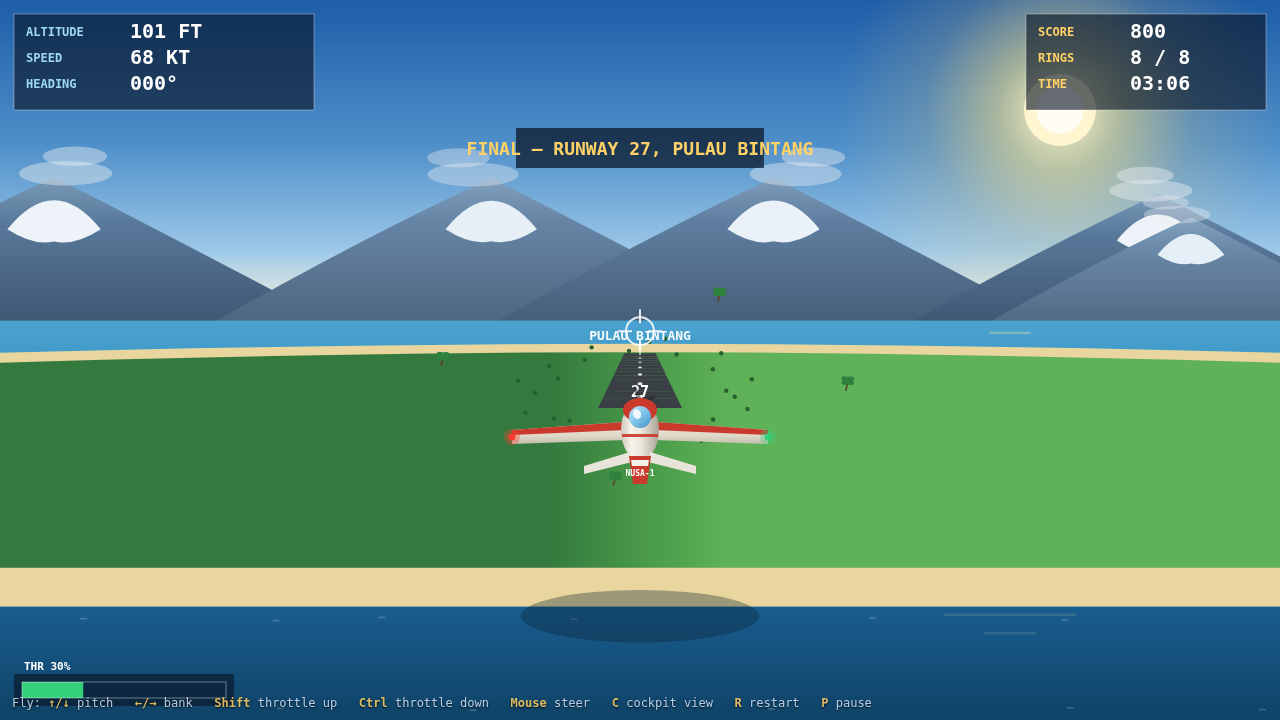 ALTITUDE 101 FT
SPEED 68 KT
HEADING 000°
SCORE 800
RINGS 8 / 8
TIME 03:06
FINAL — RUNWAY 27, PULAU BINTANG
PULAU BINTANG
27
NUSA-1
THR 30%
Fly: ↑/↓ pitch ←/→ bank Shift throttle up Ctrl throttle down Mouse steer C cockpit view R restart P pause